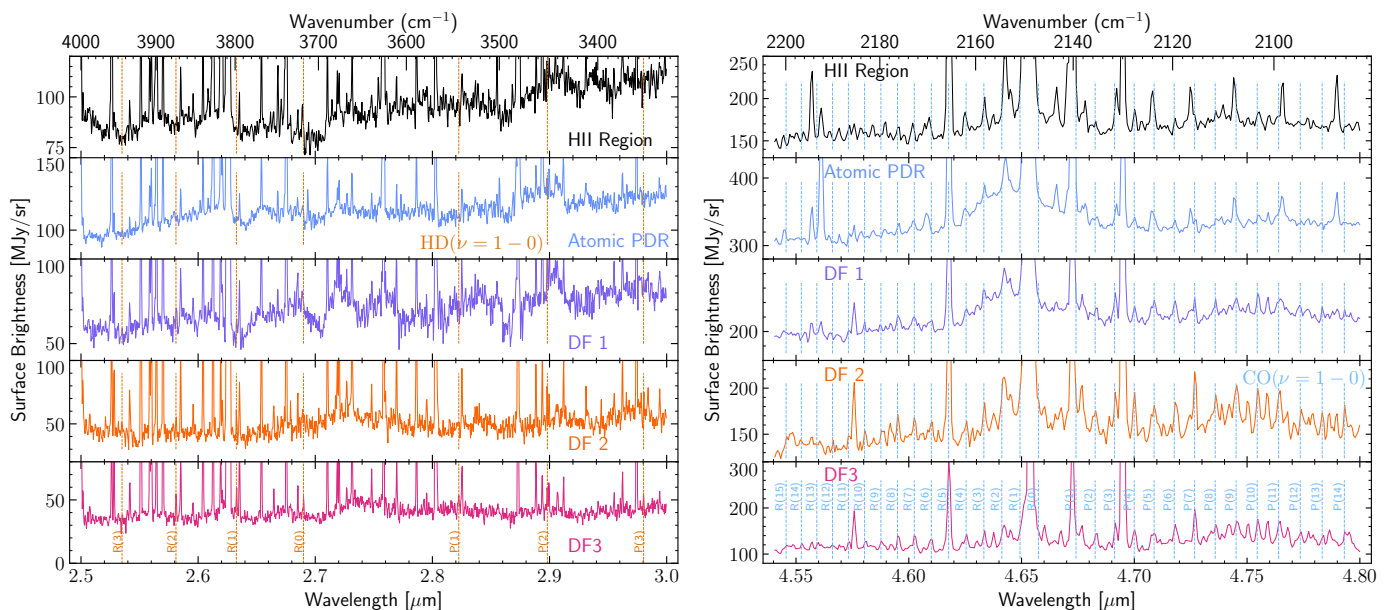 Wavenumber (cm⁻¹)
4000 3900 3800 3700 3600 3500 3400
100
75
HII Region
150
100
HD(ν = 1 − 0)
Atomic PDR
100
50
DF 1
100
50
DF 2
100
50
0
R(3) R(2) R(1) R(0) P(1) P(2) P(3)
DF3
2.5 2.6 2.7 2.8 2.9 3.0
Wavelength [μm]
Surface Brightness [MJy/sr]
Wavenumber (cm⁻¹)
2200 2180 2160 2140 2120 2100
HII Region
250
200
150
Atomic PDR
400
300
DF 1
200
DF 2
CO(ν = 1 − 0)
200
150
DF3
300
200
100
R(15) R(14) R(13) R(12) R(11) R(10) R(9) R(8) R(7) R(6) R(5) R(4) R(3) R(2) R(1) R(0) P(1) P(2) P(3) P(4) P(5) P(6) P(7) P(8) P(9) P(10) P(11) P(12) P(13) P(14)
4.55 4.60 4.65 4.70 4.75 4.80
Wavelength [μm]
Surface Brightness [MJy/sr]